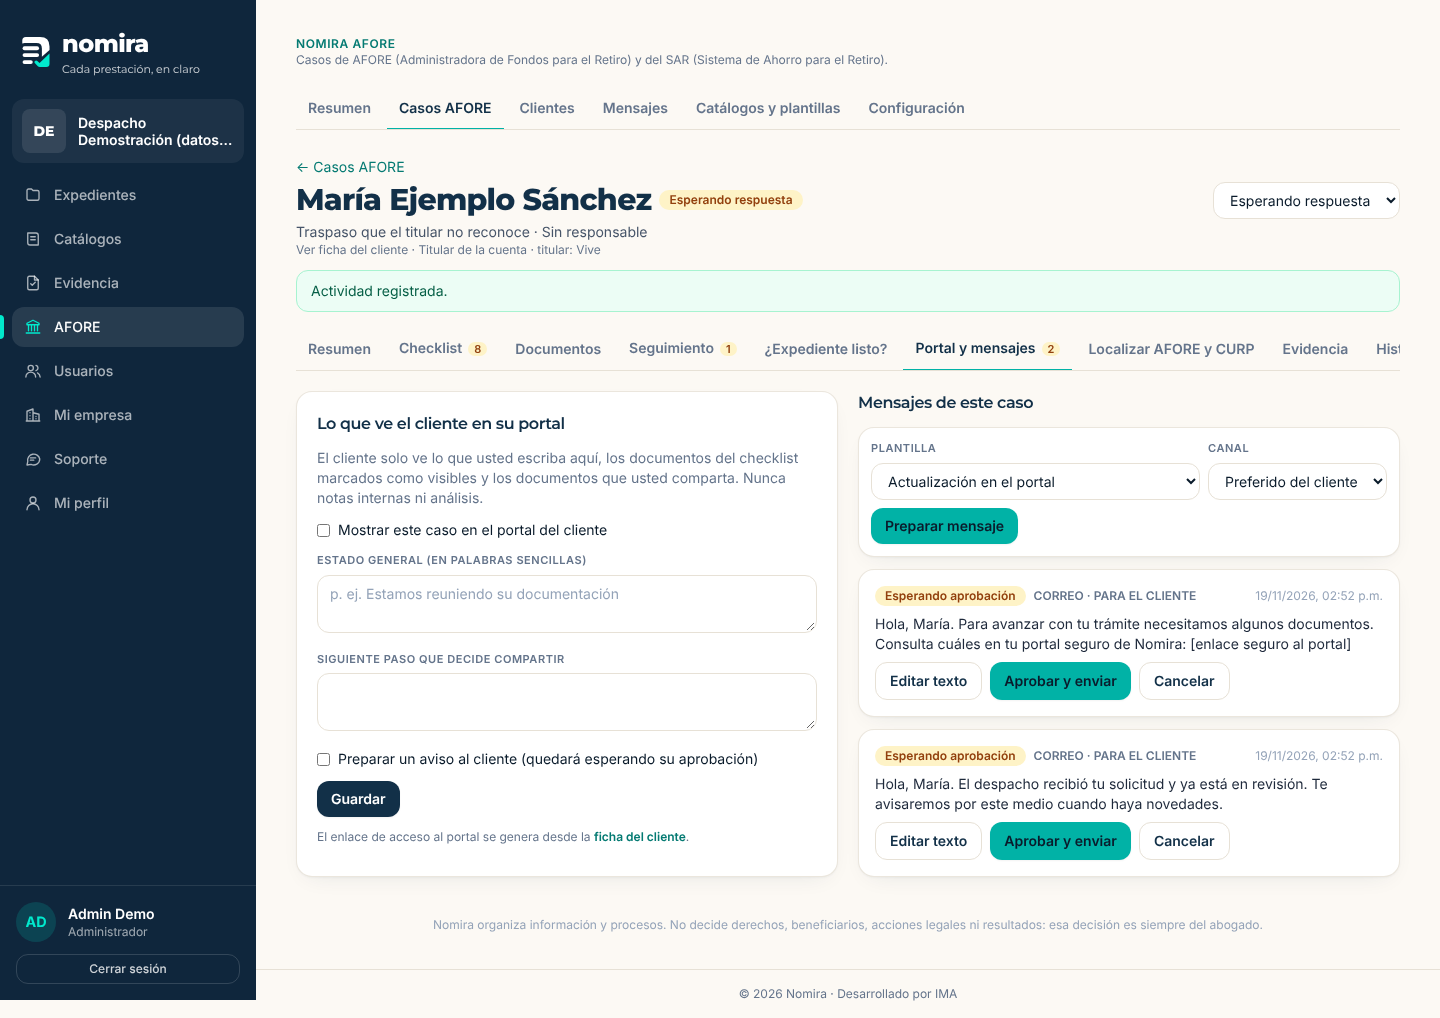 nomira
Cada prestación, en claro
DE
Despacho
Demostración (datos...
Expedientes
Catálogos
Evidencia
AFORE
Usuarios
Mi empresa
Soporte
Mi perfil
AD
Admin Demo
Administrador
Cerrar sesión
NOMIRA AFORE
Casos de AFORE (Administradora de Fondos para el Retiro) y del SAR (Sistema de Ahorro para el Retiro).
Resumen Casos AFORE Clientes Mensajes Catálogos y plantillas Configuración
← Casos AFORE
María Ejemplo Sánchez Esperando respuesta
Esperando respuesta
Traspaso que el titular no reconoce · Sin responsable
Ver ficha del cliente · Titular de la cuenta · titular: Vive
Actividad registrada.
Resumen Checklist 8 Documentos Seguimiento 1 ¿Expediente listo? Portal y mensajes 2 Localizar AFORE y CURP Evidencia Hist
Lo que ve el cliente en su portal
El cliente solo ve lo que usted escriba aquí, los documentos del checklist
marcados como visibles y los documentos que usted comparta. Nunca
notas internas ni análisis.
Mostrar este caso en el portal del cliente
ESTADO GENERAL (EN PALABRAS SENCILLAS)
p. ej. Estamos reuniendo su documentación
SIGUIENTE PASO QUE DECIDE COMPARTIR
Preparar un aviso al cliente (quedará esperando su aprobación)
Guardar
El enlace de acceso al portal se genera desde la ficha del cliente.
Mensajes de este caso
PLANTILLA CANAL
Actualización en el portal Preferido del cliente
Preparar mensaje
Esperando aprobación CORREO · PARA EL CLIENTE 19/11/2026, 02:52 p.m.
Hola, María. Para avanzar con tu trámite necesitamos algunos documentos.
Consulta cuáles en tu portal seguro de Nomira: [enlace seguro al portal]
Editar texto Aprobar y enviar Cancelar
Esperando aprobación CORREO · PARA EL CLIENTE 19/11/2026, 02:52 p.m.
Hola, María. El despacho recibió tu solicitud y ya está en revisión. Te
avisaremos por este medio cuando haya novedades.
Editar texto Aprobar y enviar Cancelar
Nomira organiza información y procesos. No decide derechos, beneficiarios, acciones legales ni resultados: esa decisión es siempre del abogado.
© 2026 Nomira · Desarrollado por IMA